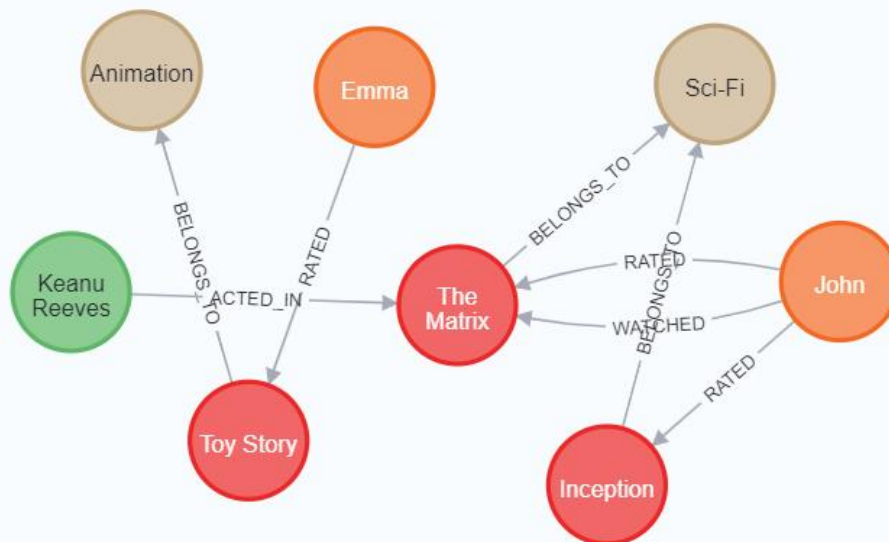 Animation
Emma
Sci-Fi
BELONGS_TO
BELONGS_TO
RATED
BELONGS_TO
RATED
Keanu
Reeves
ACTED_IN
The
Matrix
John
WATCHED
RATED
Toy Story
Inception